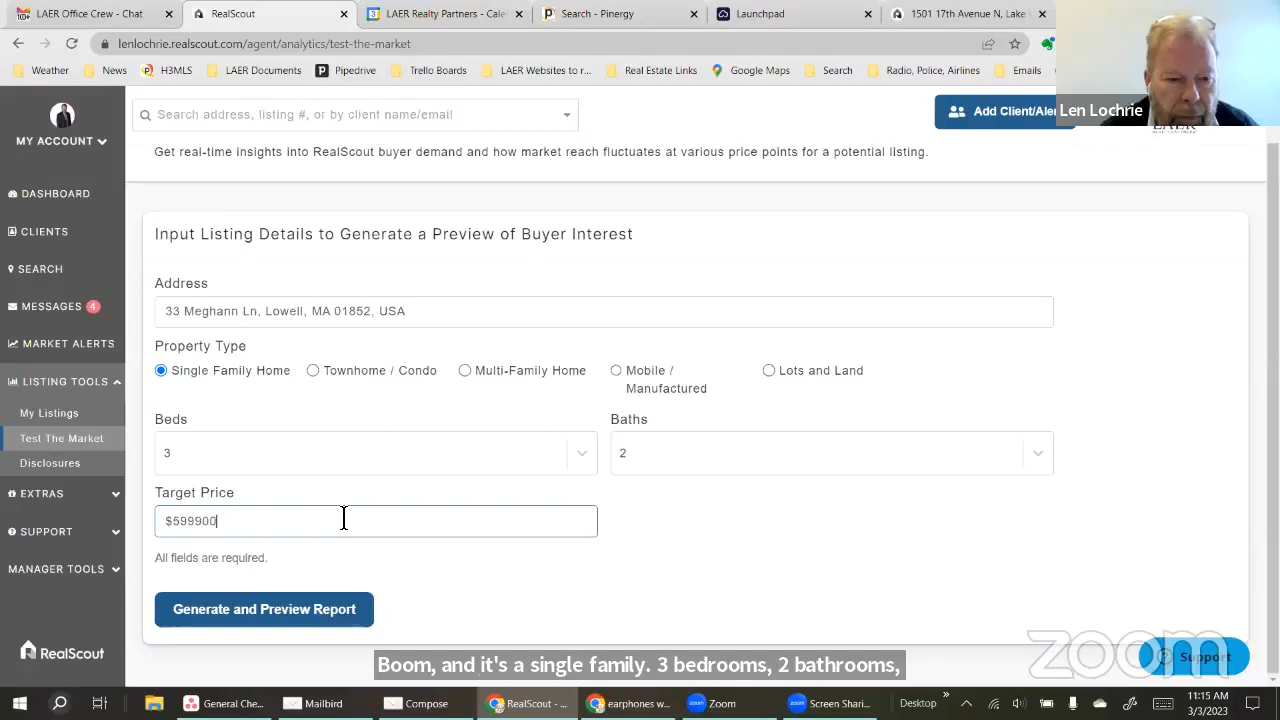 LAER Office Crew - Chat
RealScout
LAER Realty Partners - Cale
Search - Pinergy
Launchpad
1501 17th Avenue N, Lake
lenlochrie.realscout.com/agent/analytics/test-the-market
Weather
News
H3MLS
LAER Documents
Pipedrive
Trello Boards
LAER Websites to r...
Real Estate Links
Google Maps
Radio, Police, Airlines
Emails
Len Lochrie
MY ACCOUNT
Search address, listing #, or by client name/email
Add Client/Aler
Get real-time insights into RealScout buyer demand and how market reach fluctuates at various price points for a potential listing.
DASHBOARD
CLIENTS
SEARCH
MESSAGES 4
MARKET ALERTS
LISTING TOOLS
My Listings
Test The Market
Disclosures
EXTRAS
SUPPORT
MANAGER TOOLS
RealScout
Input Listing Details to Generate a Preview of Buyer Interest
Address
33 Meghann Ln, Lowell, MA 01852, USA
Property Type
Single Family Home
Townhome / Condo
Multi-Family Home
Mobile /
Manufactured
Lots and Land
Beds
Baths
3
2
Target Price
$599900
All fields are required.
Generate and Preview Report
zoom
Support
Boom, and it's a single family. 3 bedrooms, 2 bathrooms,
General Che...
Mailbird
Compose
RealScout - ...
earphones w...
Zoom
Screen Shari...
Desktop
11:15 AM
3/3/2023